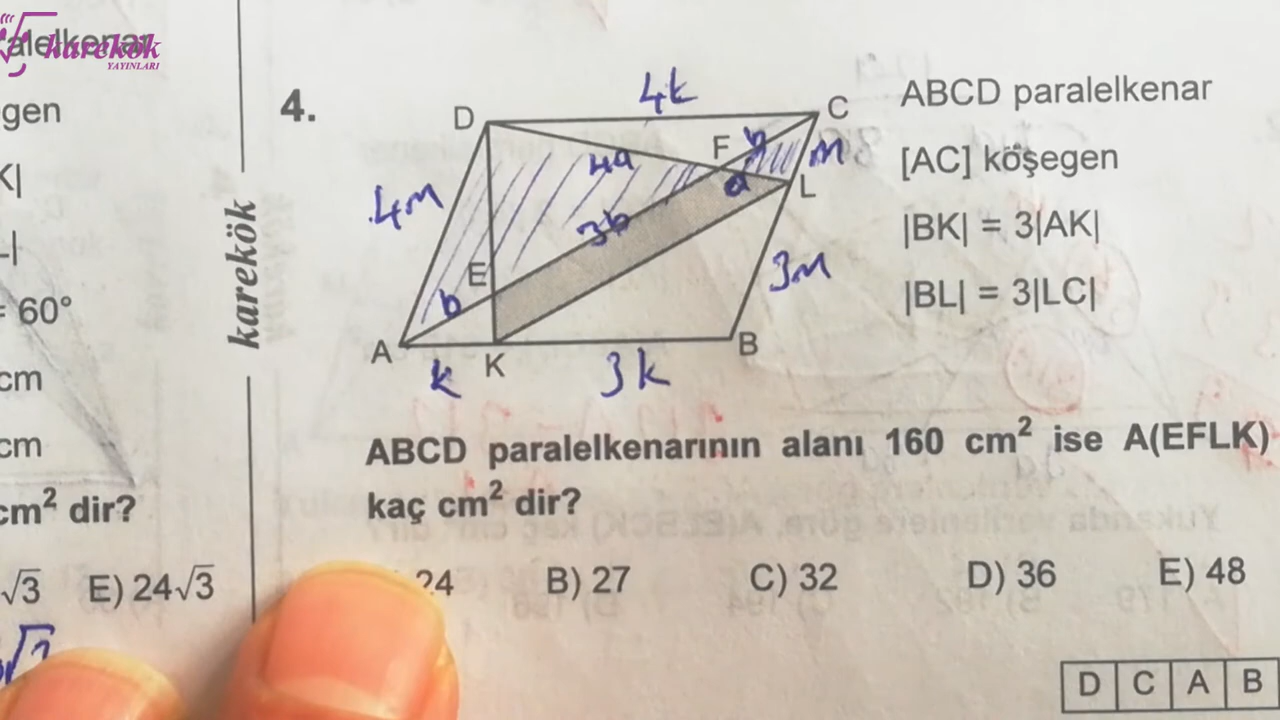 karekök
YAYINLARI
gen
K|
= 60°
cm
cm
cm² dir?
√3 E) 24√3
karekök
4.
D
4k
C
F
b
m
4a
a
L
4m
3b
E
3m
b
A
K
B
k
3k
ABCD paralelkenar
[AC] köşegen
|BK| = 3|AK|
|BL| = 3|LC|
ABCD paralelkenarının alanı 160 cm² ise A(EFLK)
kaç cm² dir?
24 B) 27 C) 32 D) 36 E) 48
D C A B